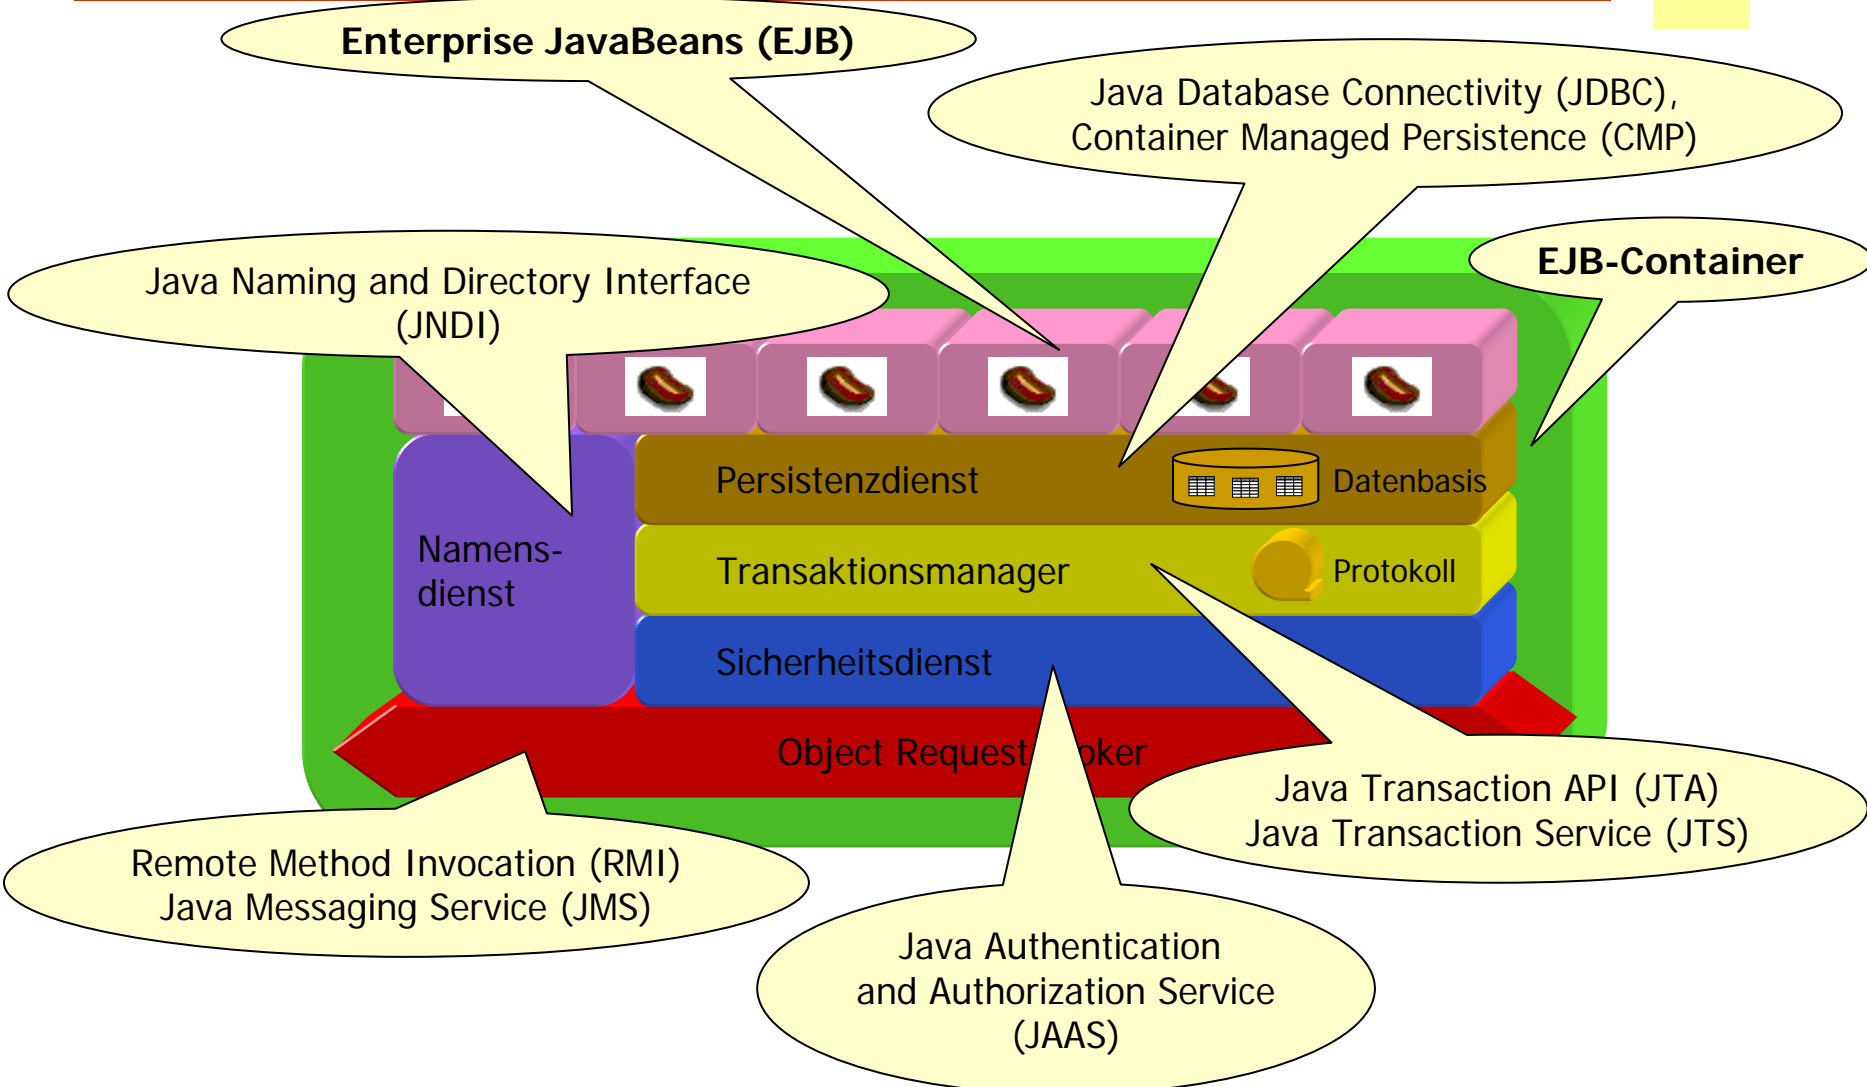 Enterprise JavaBeans (EJB)
Java Database Connectivity (JDBC),
Container Managed Persistence (CMP)
EJB-Container
Java Naming and Directory Interface
(JNDI)
Persistenzdienst
Datenbasis
Namens-
dienst
Transaktionsmanager
Protokoll
Sicherheitsdienst
Object Request oker
Java Transaction API (JTA)
Java Transaction Service (JTS)
Remote Method Invocation (RMI)
Java Messaging Service (JMS)
Java Authentication
and Authorization Service
(JAAS)